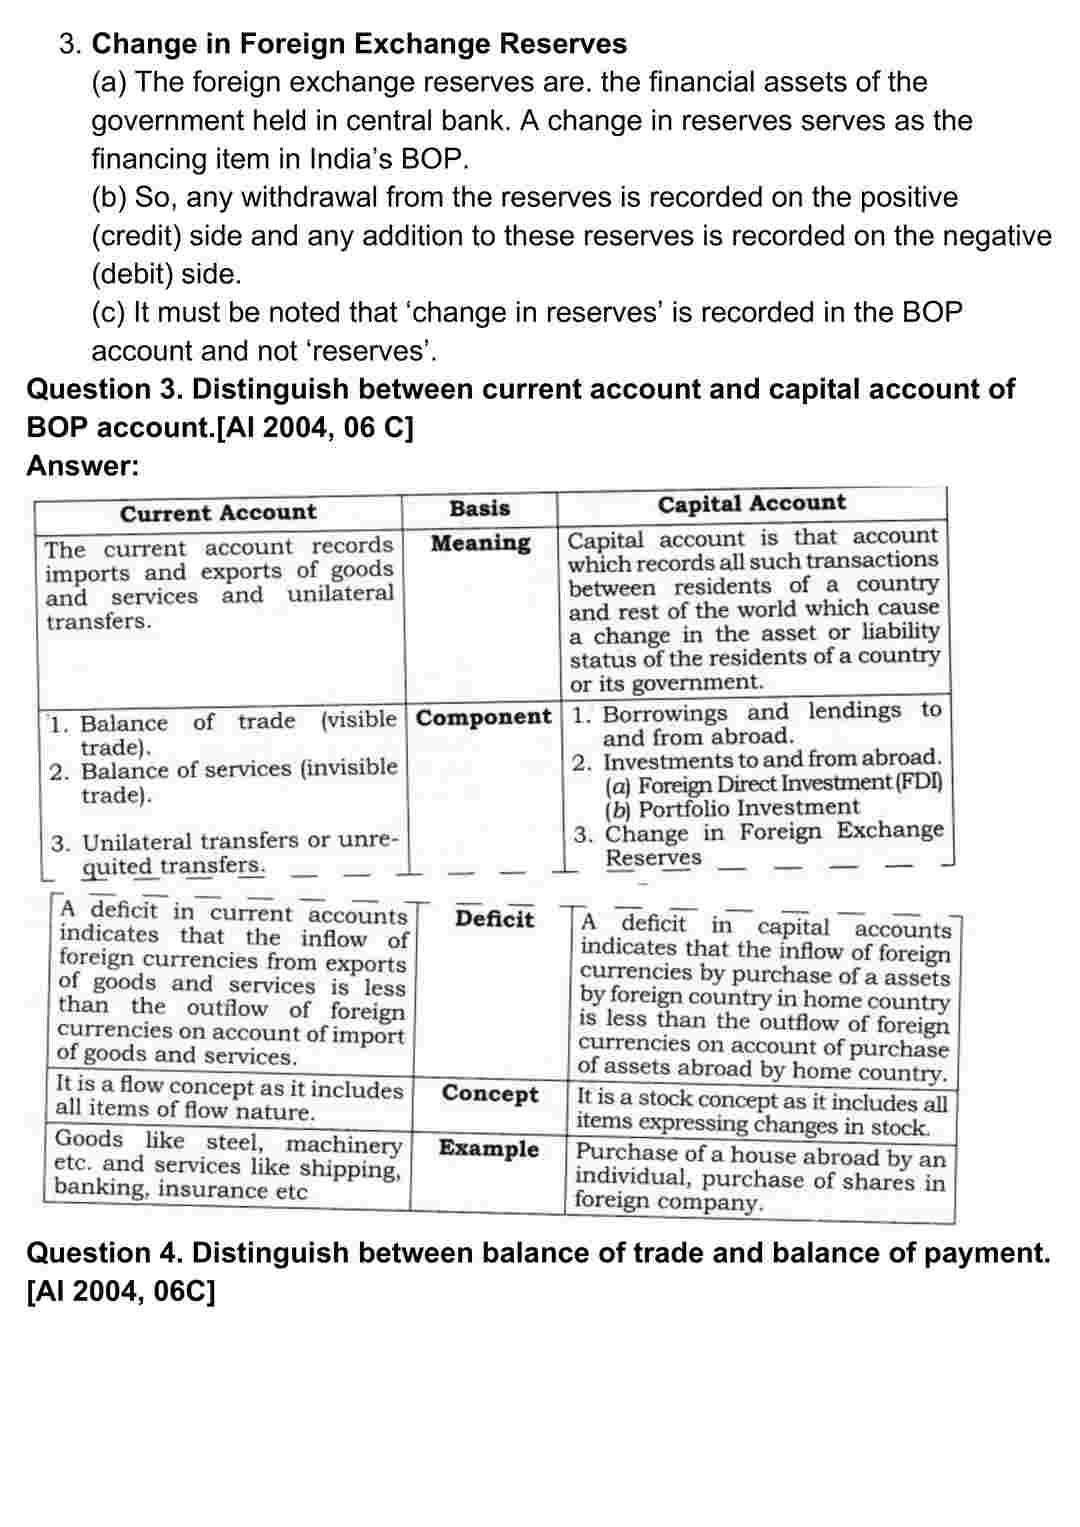 3. Change in Foreign Exchange Reserves
(a) The foreign exchange reserves are. the financial assets of the
government held in central bank. A change in reserves serves as the
financing item in India’s BOP.
(b) So, any withdrawal from the reserves is recorded on the positive
(credit) side and any addition to these reserves is recorded on the negative
(debit) side.
(c) It must be noted that ‘change in reserves’ is recorded in the BOP
account and not ‘reserves’.
Question 3. Distinguish between current account and capital account of
BOP account.[AI 2004, 06 C]
Answer:
Current Account
Basis
Capital Account
The current account records
imports and exports of goods
and services and unilateral
transfers.
Meaning
Capital account is that account
which records all such transactions
between residents of a country
and rest of the world which cause
a change in the asset or liability
status of the residents of a country
or its government.
1. Balance of trade (visible
trade).
2. Balance of services (invisible
trade).
3. Unilateral transfers or unre-
quited transfers.
Component
1. Borrowings and lendings to
and from abroad.
2. Investments to and from abroad.
(a) Foreign Direct Investment (FDI)
(b) Portfolio Investment
3. Change in Foreign Exchange
Reserves
A deficit in current accounts
indicates that the inflow of
foreign currencies from exports
of goods and services is less
than the outflow of foreign
currencies on account of import
of goods and services.
Deficit
A deficit in capital accounts
indicates that the inflow of foreign
currencies by purchase of a assets
by foreign country in home country
is less than the outflow of foreign
currencies on account of purchase
of assets abroad by home country.
It is a flow concept as it includes
all items of flow nature.
Concept
It is a stock concept as it includes all
items expressing changes in stock.
Goods like steel, machinery
etc. and services like shipping,
banking, insurance etc
Example
Purchase of a house abroad by an
individual, purchase of shares in
foreign company.
Question 4. Distinguish between balance of trade and balance of payment.
[AI 2004, 06C]